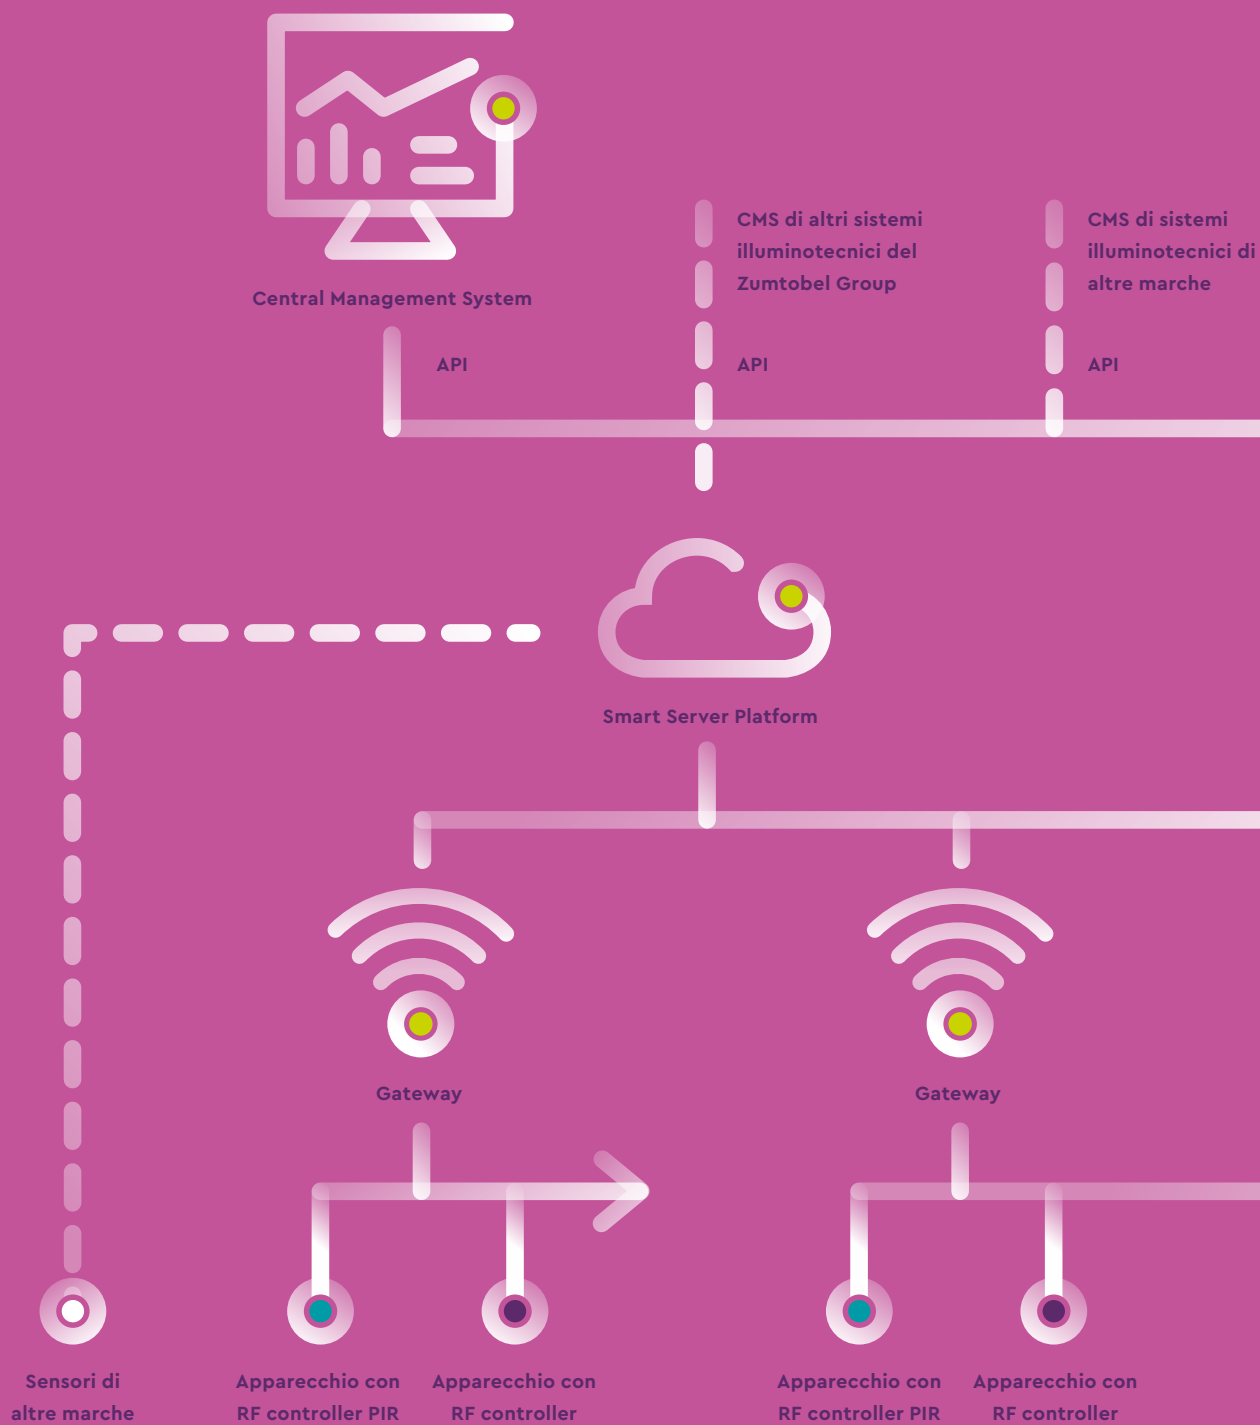 CMS di altri sistemi
illuminotecnici del
Zumtobel Group
CMS di sistemi
illuminotecnici di
altre marche
Central Management System
API
API
API
Smart Server Platform
Gateway
Gateway
Sensori di
altre marche
Apparecchio con
RF controller PIR
Apparecchio con
RF controller
Apparecchio con
RF controller PIR
Apparecchio con
RF controller